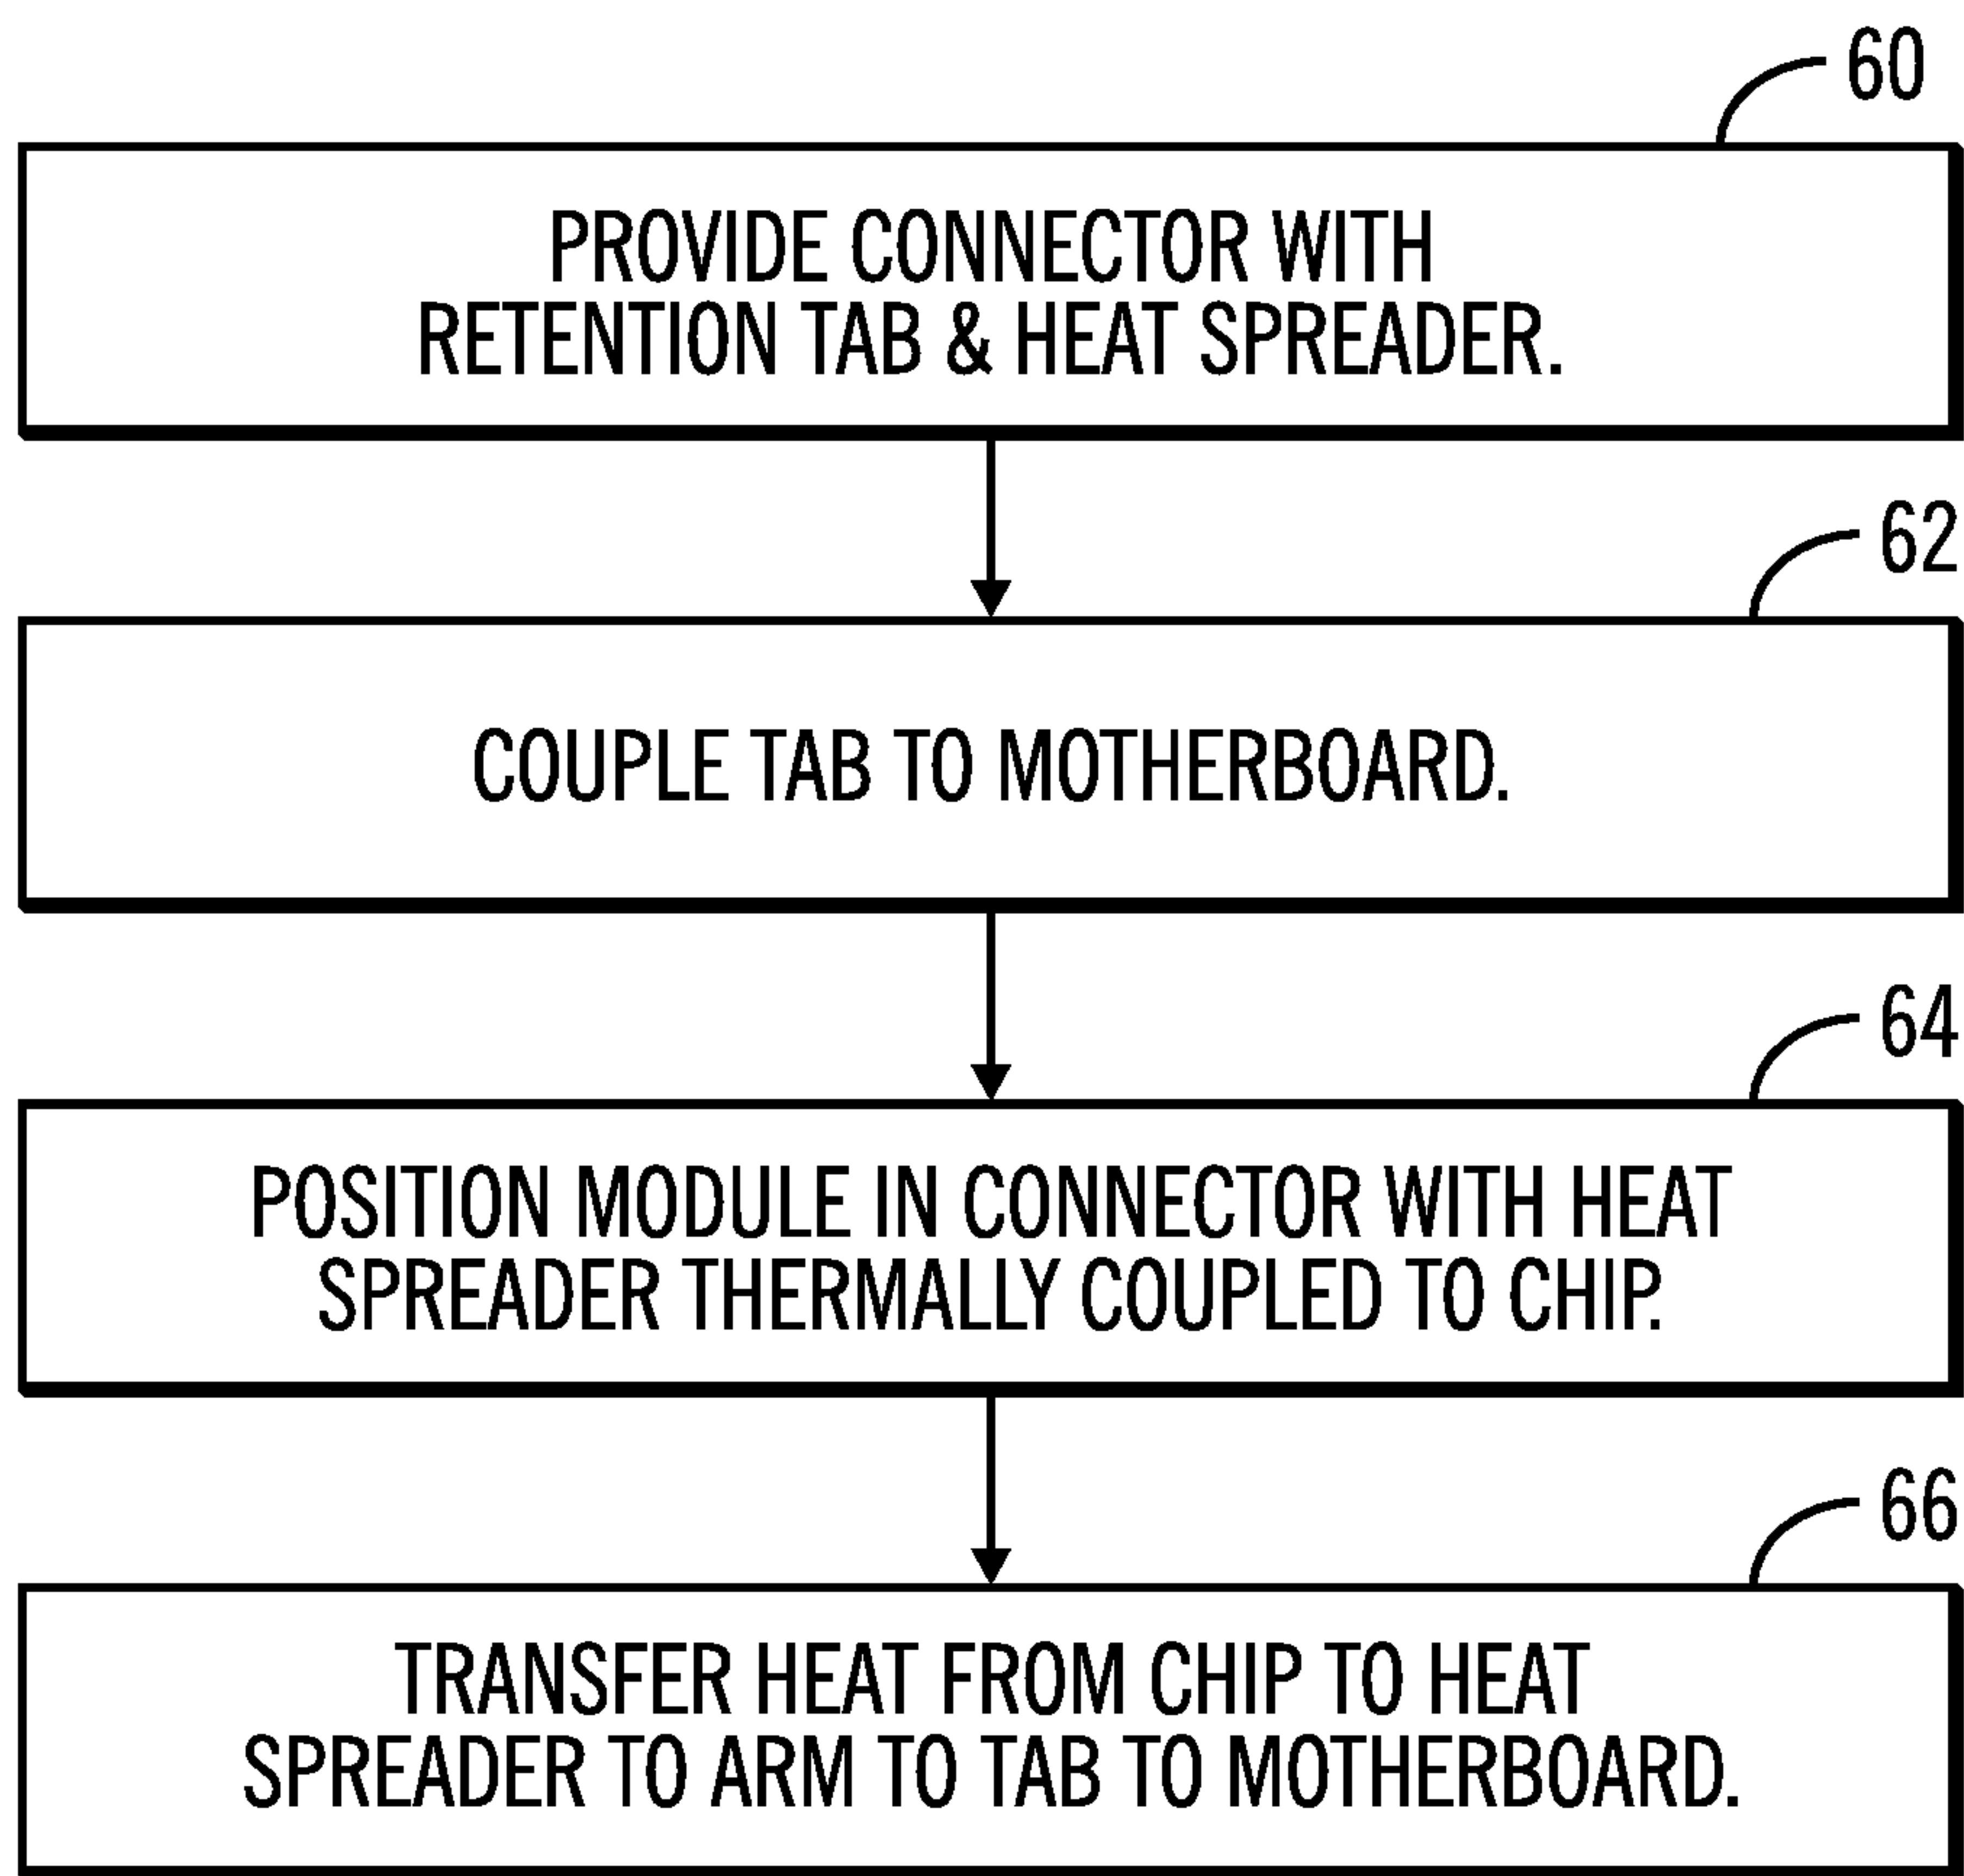 60
PROVIDE CONNECTOR WITH
RETENTION TAB & HEAT SPREADER.
62
COUPLE TAB TO MOTHERBOARD.
64
POSITION MODULE IN CONNECTOR WITH HEAT
SPREADER THERMALLY COUPLED TO CHIP.
66
TRANSFER HEAT FROM CHIP TO HEAT
SPREADER TO ARM TO TAB TO MOTHERBOARD.